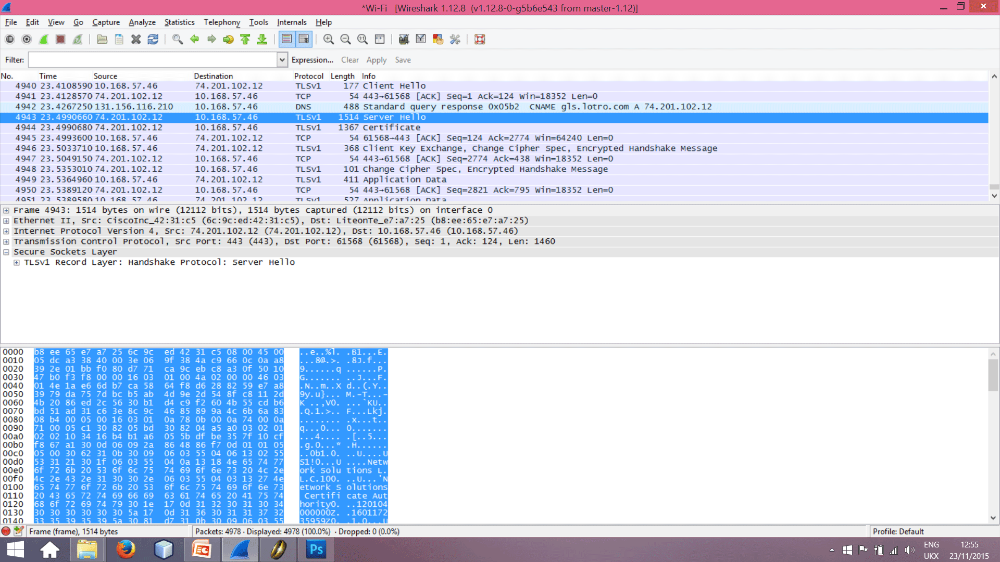 *Wi-Fi [Wireshark 1.12.8 (v1.12.8-0-g5b6e543 from master-1.12)]
File Edit View Go Capture Analyze Statistics Telephony Tools Internals Help
Filter: Expression... Clear Apply Save
No. Time Source Destination Protocol Length Info
4940 23.4108590 10.168.57.46 74.201.102.12 TLSv1 177 Client Hello
4941 23.4128570 74.201.102.12 10.168.57.46 TCP 54 443→61568 [ACK] Seq=1 Ack=124 Win=18352 Len=0
4942 23.4267250 131.156.116.210 10.168.57.46 DNS 488 Standard query response 0x05b2 CNAME gls.lotro.com A 74.201.102.12
4943 23.4990660 74.201.102.12 10.168.57.46 TLSv1 1514 Server Hello
4944 23.4990680 74.201.102.12 10.168.57.46 TLSv1 1367 Certificate
4945 23.4993600 10.168.57.46 74.201.102.12 TCP 54 61568→443 [ACK] Seq=124 Ack=2774 Win=64240 Len=0
4946 23.5033710 10.168.57.46 74.201.102.12 TLSv1 368 Client Key Exchange, Change Cipher Spec, Encrypted Handshake Message
4947 23.5049150 74.201.102.12 10.168.57.46 TCP 54 443→61568 [ACK] Seq=2774 Ack=438 Win=18352 Len=0
4948 23.5353010 74.201.102.12 10.168.57.46 TLSv1 101 Change Cipher Spec, Encrypted Handshake Message
4949 23.5364960 10.168.57.46 74.201.102.12 TLSv1 411 Application Data
4950 23.5389120 74.201.102.12 10.168.57.46 TCP 54 443→61568 [ACK] Seq=2821 Ack=795 Win=18352 Len=0
4951 23.5389580 10.168.57.46 74.201.102.12 TLSv1 527 Application Data
Frame 4943: 1514 bytes on wire (12112 bits), 1514 bytes captured (12112 bits) on interface 0
Ethernet II, Src: CiscoInc_42:31:c5 (6c:9c:ed:42:31:c5), Dst: LiteonTe_e7:a7:25 (b8:ee:65:e7:a7:25)
Internet Protocol Version 4, Src: 74.201.102.12 (74.201.102.12), Dst: 10.168.57.46 (10.168.57.46)
Transmission Control Protocol, Src Port: 443 (443), Dst Port: 61568 (61568), Seq: 1, Ack: 124, Len: 1460
Secure Sockets Layer
TLSv1 Record Layer: Handshake Protocol: Server Hello
0000 b8 ee 65 e7 a7 25 6c 9c ed 42 31 c5 08 00 45 00 ..e..%l. .B1...E.
0010 05 dc a3 38 40 00 3e 06 9f 38 4a c9 66 0c 0a a8 ...8@.>. .8J.f...
0020 39 2e 01 bb f0 80 d7 71 ca 9c eb c8 a3 0f 50 10 9......q ......P.
0030 47 b0 f3 f8 00 00 16 03 01 00 4a 02 00 00 46 03 G....... ..J...F.
0040 01 4e 1a e6 6d b7 ca 58 64 f8 d6 28 82 59 e7 a8 .N..m..X d..(.Y..
0050 39 79 da 75 7d bc b5 ab 4d 9e 2d 54 8f c8 11 2d 9y.u}... M.-T...-
0060 4b 20 86 ed 2c 56 30 b1 d4 c9 f2 60 4b 55 cd b6 K ..,V0. ...`KU..
0070 bd 51 ad 31 c6 3e 8c 9c 46 85 89 9a 4c 6b 6a 83 .Q.1.>.. F...Lkj.
0080 08 b4 00 05 00 16 03 01 0a 78 0b 00 0a 74 00 0a ........ .x...t..
0090 71 00 05 c1 30 82 05 bd 30 82 04 a5 a0 03 02 01 q...0... 0.......
00a0 02 02 10 34 16 b4 b1 a6 05 5b df be 35 7f 10 cf ...4.... .[..5...
00b0 f8 67 a1 30 0d 06 09 2a 86 48 86 f7 0d 01 01 05 .g.0...* .H......
00c0 05 00 30 62 31 0b 30 09 06 03 55 04 06 13 02 55 ..0b1.0. ..U....U
00d0 53 31 21 30 1f 06 03 55 04 0a 13 18 4e 65 74 77 S1!0...U ....Netw
00e0 6f 72 6b 20 53 6f 6c 75 74 69 6f 6e 73 20 4c 2e ork Solu tions L.
00f0 4c 2e 43 2e 31 30 30 2e 06 03 55 04 03 13 27 4e L.C.100. ..U...'N
0100 65 74 77 6f 72 6b 20 53 6f 6c 75 74 69 6f 6e 73 etwork S olutions
0110 20 43 65 72 74 69 66 69 63 61 74 65 20 41 75 74 Certifi cate Aut
0120 68 6f 72 69 74 79 30 1e 17 0d 31 32 30 31 30 34 hority0. ..120104
0130 30 30 30 30 30 30 5a 17 0d 31 36 30 31 31 37 32 000000Z. .1601172
0140 33 35 39 35 39 5a 30 81 d7 31 0b 30 09 06 03 55 35959Z0. .1.0...U
Frame (frame), 1514 bytes Packets: 4978 · Displayed: 4978 (100.0%) · Dropped: 0 (0.0%) Profile: Default
Ps
ENG 12:55
UKX 23/11/2015